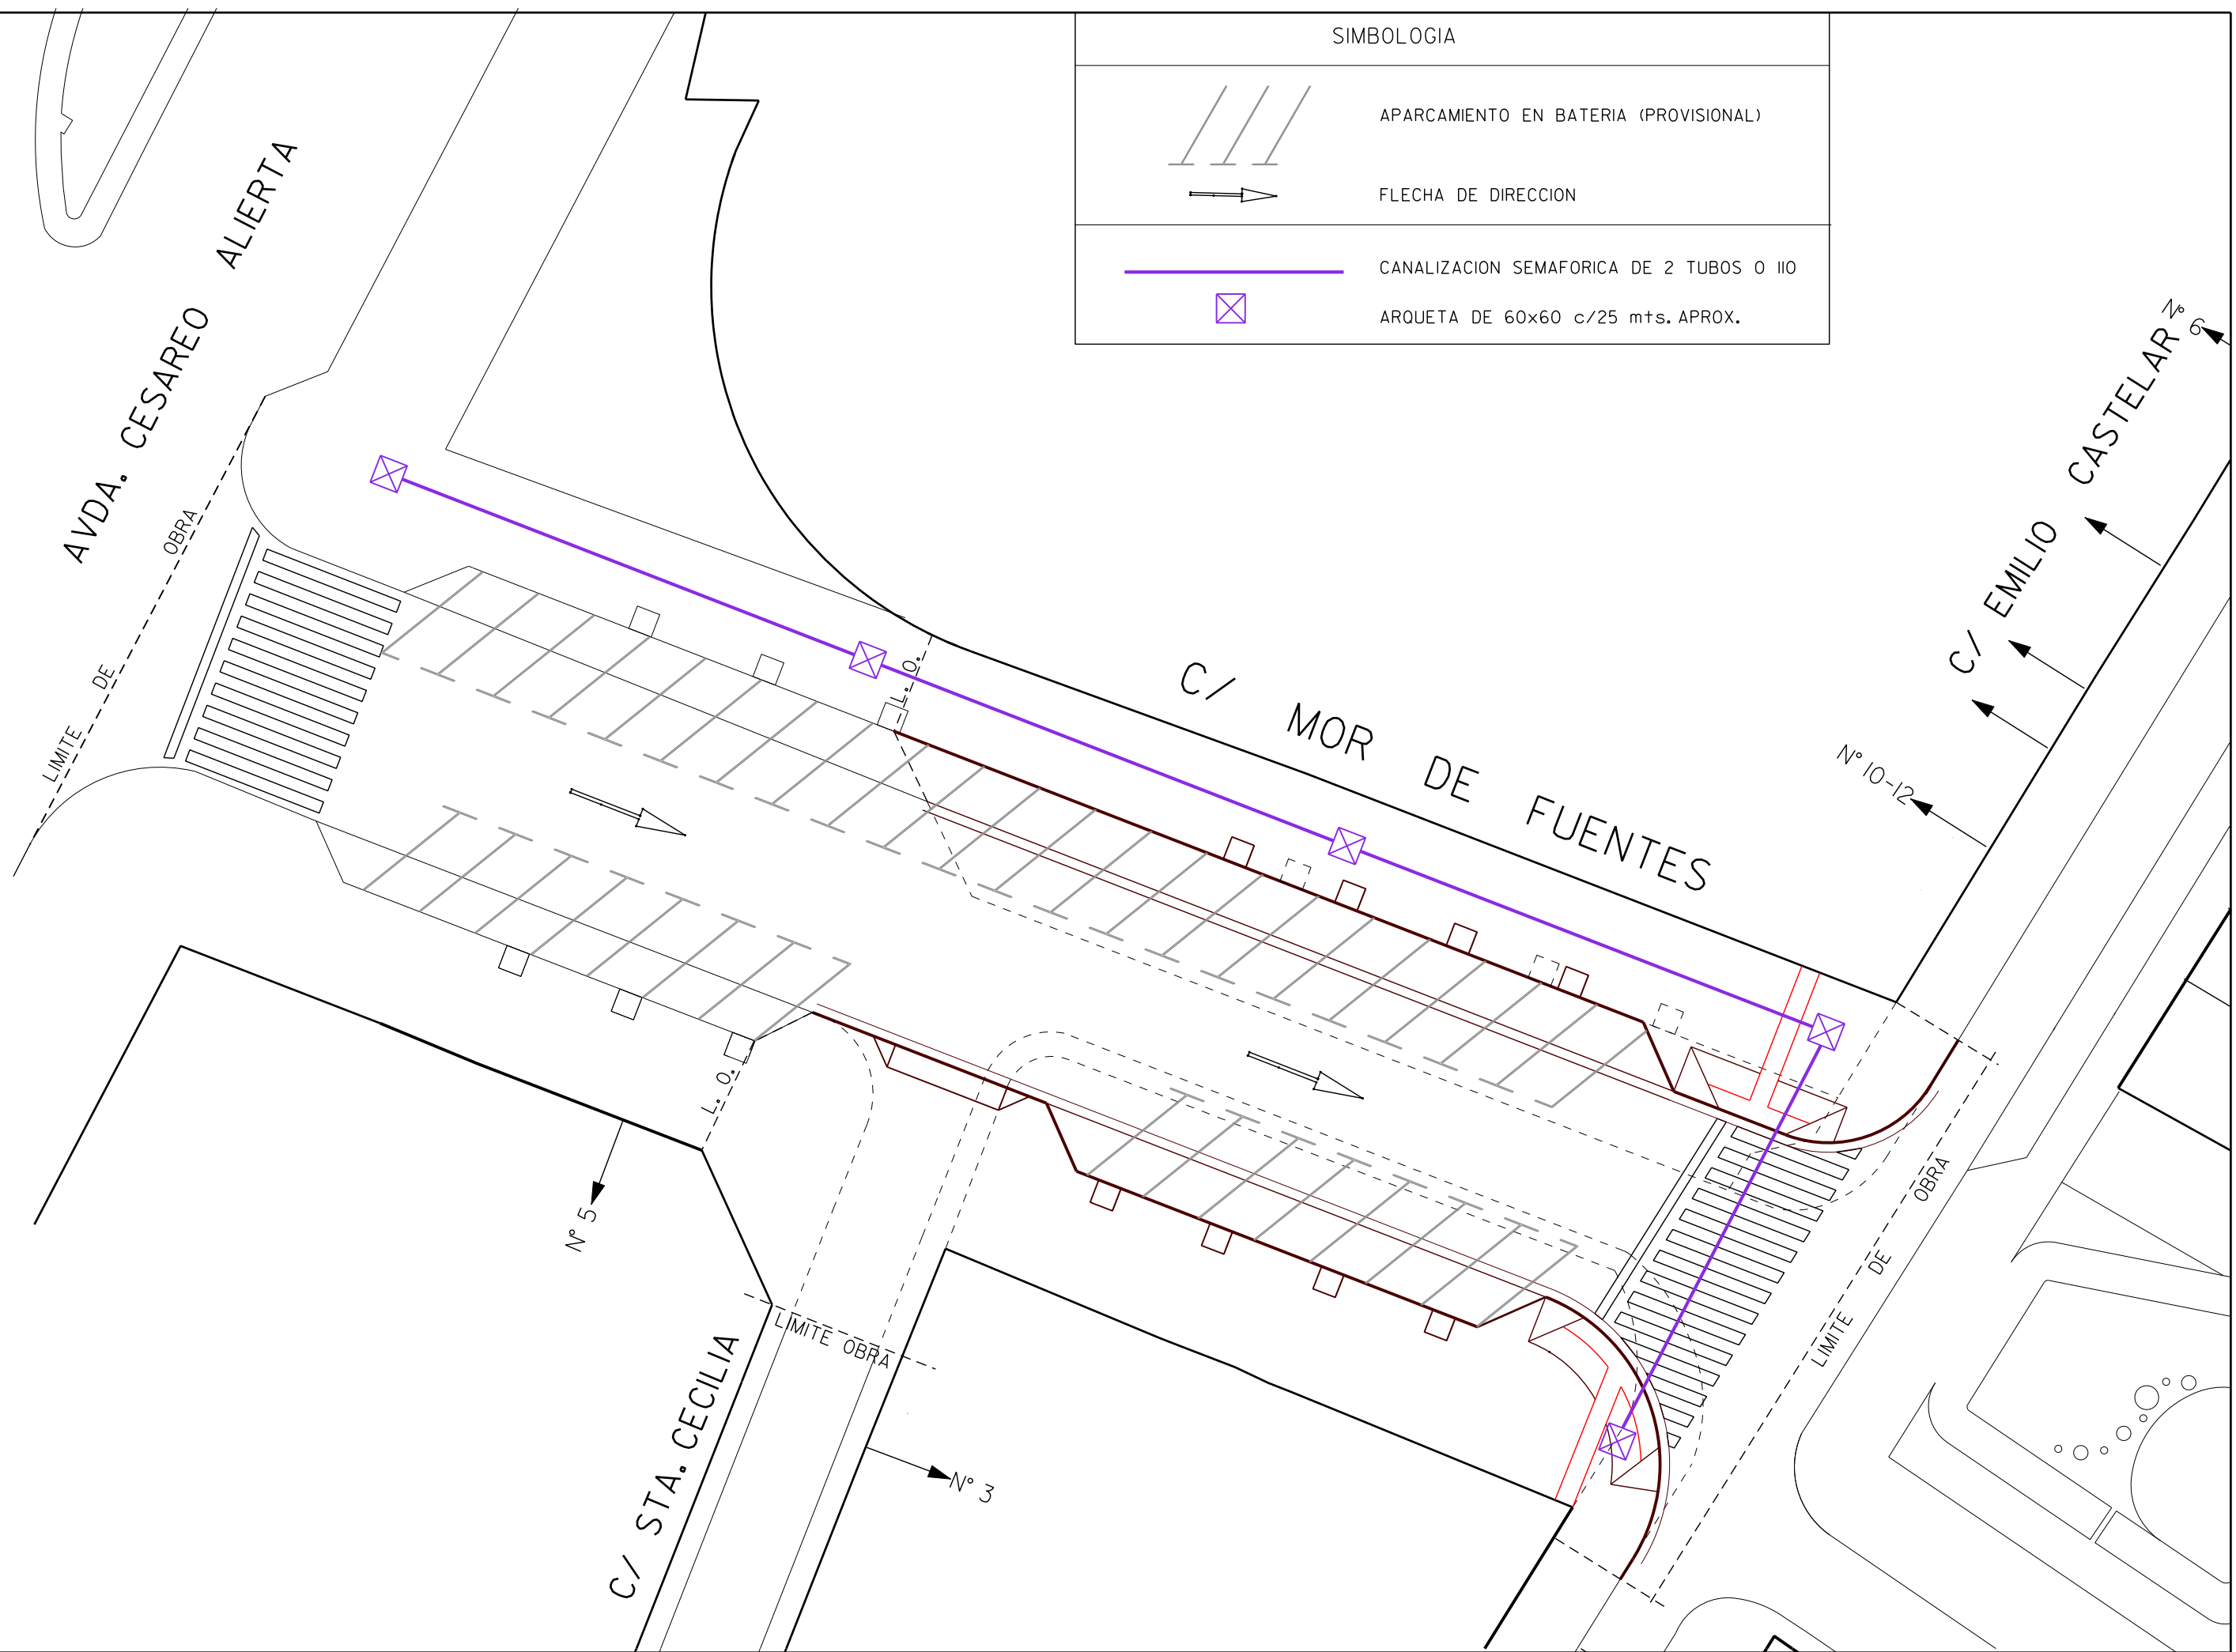 SIMBOLOGIA
APARCAMIENTO EN BATERIA (PROVISIONAL)
FLECHA DE DIRECCION
CANALIZACION SEMAFORICA DE 2 TUBOS O 110
ARQUETA DE 60x60 c/25 mts. APROX.
AVDA. CESAREO ALIERTA
LIMITE DE OBRA
L. O.
C/ MOR DE FUENTES
C/ EMILIO CASTELAR
Nº 6
Nº 10-12
L. O.
Nº 5
LIMITE OBRA
C/ STA. CECILIA
Nº 3
LIMITE DE OBRA